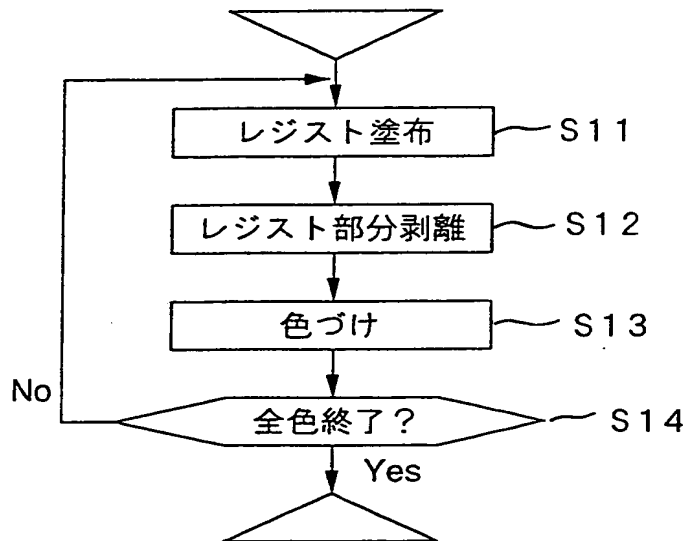 レジスト塗布
S11
レジスト部分剥離
S12
色づけ
S13
No
全色終了?
S14
Yes